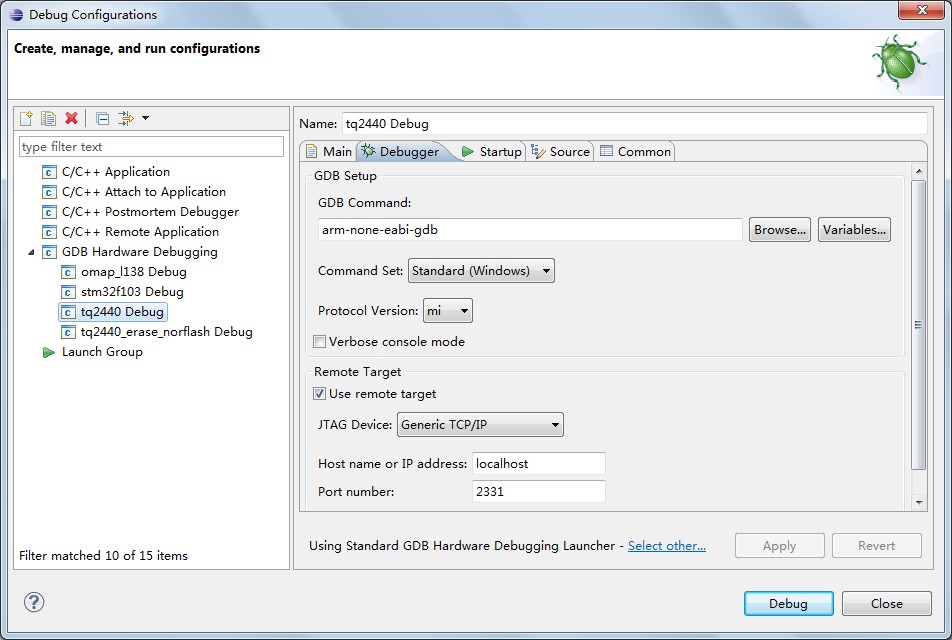 Debug Configurations
Create, manage, and run configurations
type filter text
C/C++ Application
C/C++ Attach to Application
C/C++ Postmortem Debugger
C/C++ Remote Application
GDB Hardware Debugging
omap_l138 Debug
stm32f103 Debug
tq2440 Debug
tq2440_erase_norflash Debug
Launch Group
Filter matched 10 of 15 items
Name: tq2440 Debug
Main Debugger Startup Source Common
GDB Setup
GDB Command:
arm-none-eabi-gdb Browse... Variables...
Command Set: Standard (Windows)
Protocol Version: mi
Verbose console mode
Remote Target
Use remote target
JTAG Device: Generic TCP/IP
Host name or IP address: localhost
Port number: 2331
Using Standard GDB Hardware Debugging Launcher - Select other... Apply Revert
Debug Close